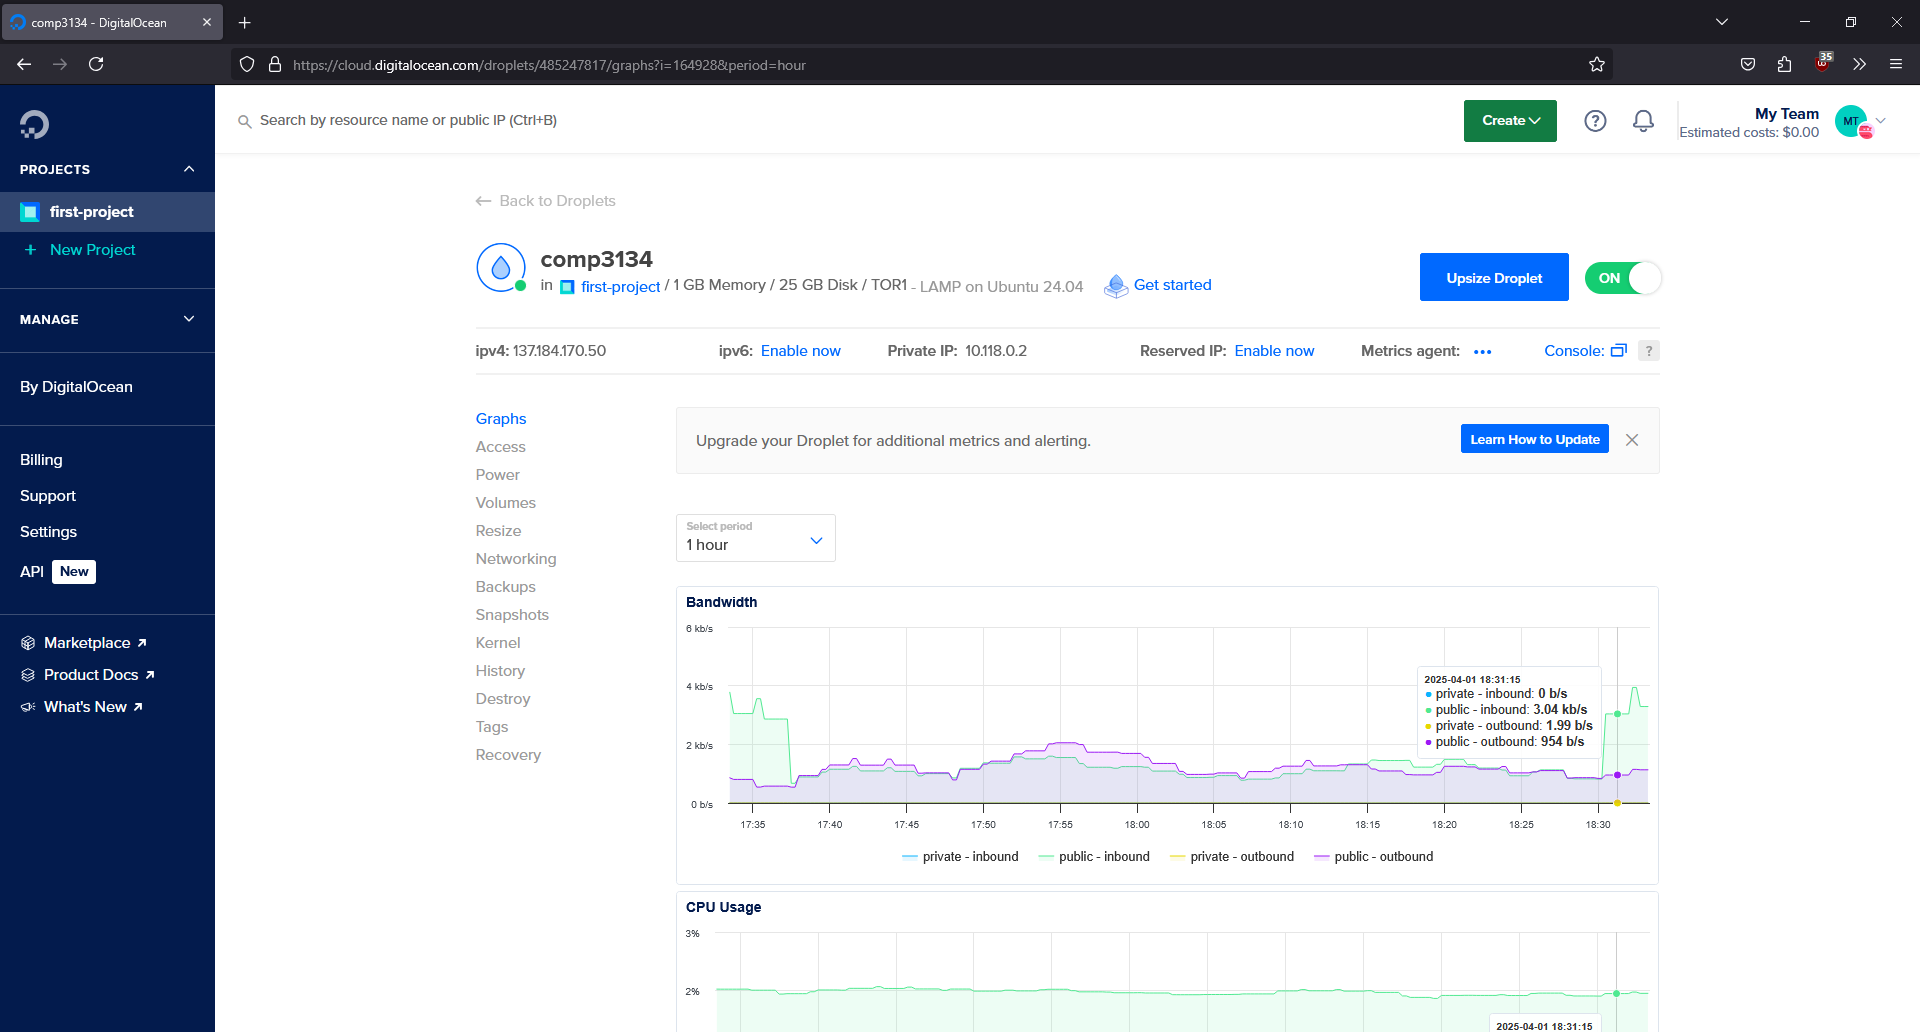 comp3134 - DigitalOcean
https://cloud.digitalocean.com/droplets/485247817/graphs?i=164928&period=hour
35
Search by resource name or public IP (Ctrl+B)
Create
?
My Team
Estimated costs: $0.00
MT
PROJECTS
first-project
+ New Project
MANAGE
By DigitalOcean
Billing
Support
Settings
API New
Marketplace
Product Docs
What's New
Back to Droplets
comp3134
in first-project / 1 GB Memory / 25 GB Disk / TOR1 - LAMP on Ubuntu 24.04
Get started
Upsize Droplet
ON
ipv4: 137.184.170.50
ipv6: Enable now
Private IP: 10.118.0.2
Reserved IP: Enable now
Metrics agent: •••
Console: ?
Graphs
Access
Power
Volumes
Resize
Networking
Backups
Snapshots
Kernel
History
Destroy
Tags
Recovery
Upgrade your Droplet for additional metrics and alerting.
Learn How to Update
Select period
1 hour
Bandwidth
6 kb/s
4 kb/s
2 kb/s
0 b/s
2025-04-01 18:31:15
private - inbound: 0 b/s
public - inbound: 3.04 kb/s
private - outbound: 1.99 b/s
public - outbound: 954 b/s
17:35 17:40 17:45 17:50 17:55 18:00 18:05 18:10 18:15 18:20 18:25 18:30
private - inbound public - inbound private - outbound public - outbound
CPU Usage
3%
2%
2025-04-01 18:31:15